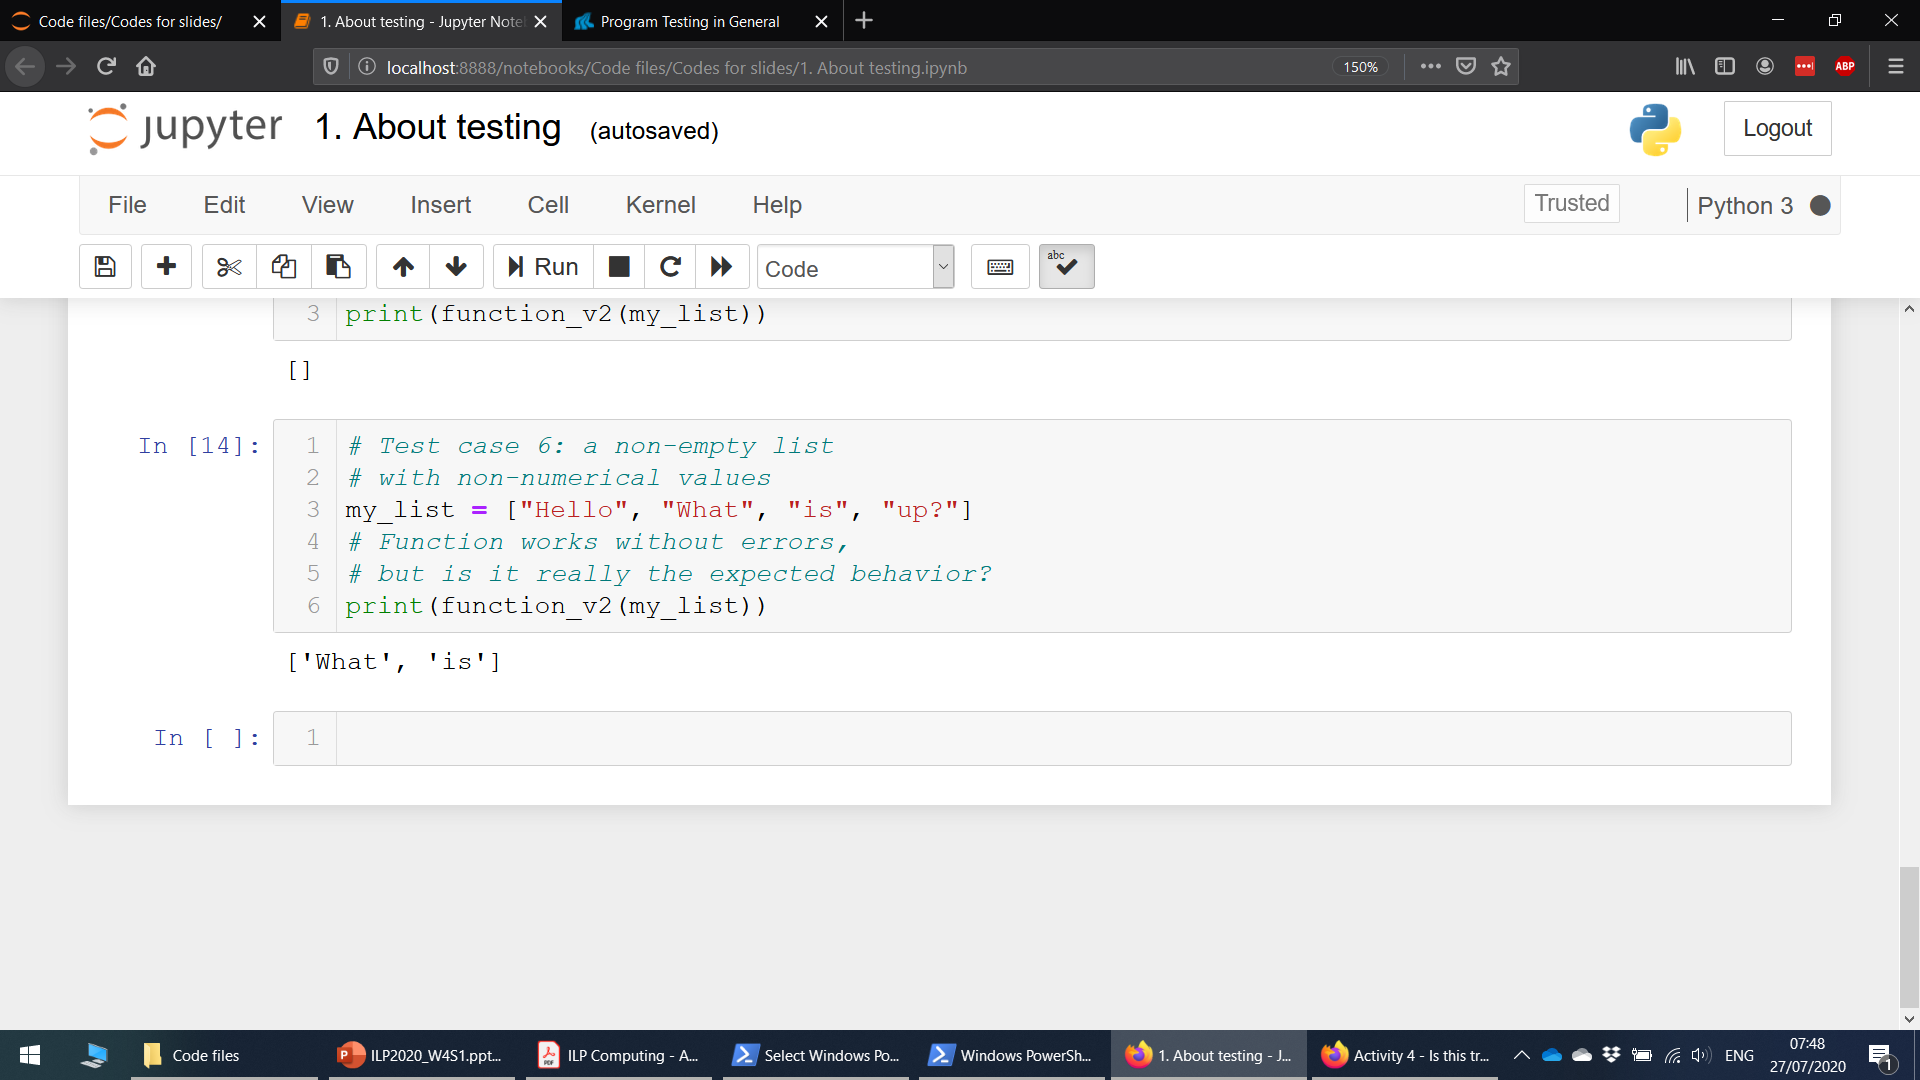 Code files/Codes for slides/
1. About testing - Jupyter Note
Program Testing in General
localhost:8888/notebooks/Code files/Codes for slides/1. About testing.ipynb
150%
ABP
jupyter 1. About testing (autosaved)
Logout
File Edit View Insert Cell Kernel Help
Trusted
Python 3
Run
Code
abc
3 print(function_v2(my_list))
[]
In [14]:
1 # Test case 6: a non-empty list
2 # with non-numerical values
3 my_list = ["Hello", "What", "is", "up?"]
4 # Function works without errors,
5 # but is it really the expected behavior?
6 print(function_v2(my_list))
['What', 'is']
In [ ]:
1
Code files
ILP2020_W4S1.ppt...
ILP Computing - A...
Select Windows Po...
Windows PowerSh...
1. About testing - J...
Activity 4 - Is this tr...
ENG
07:48
27/07/2020
1